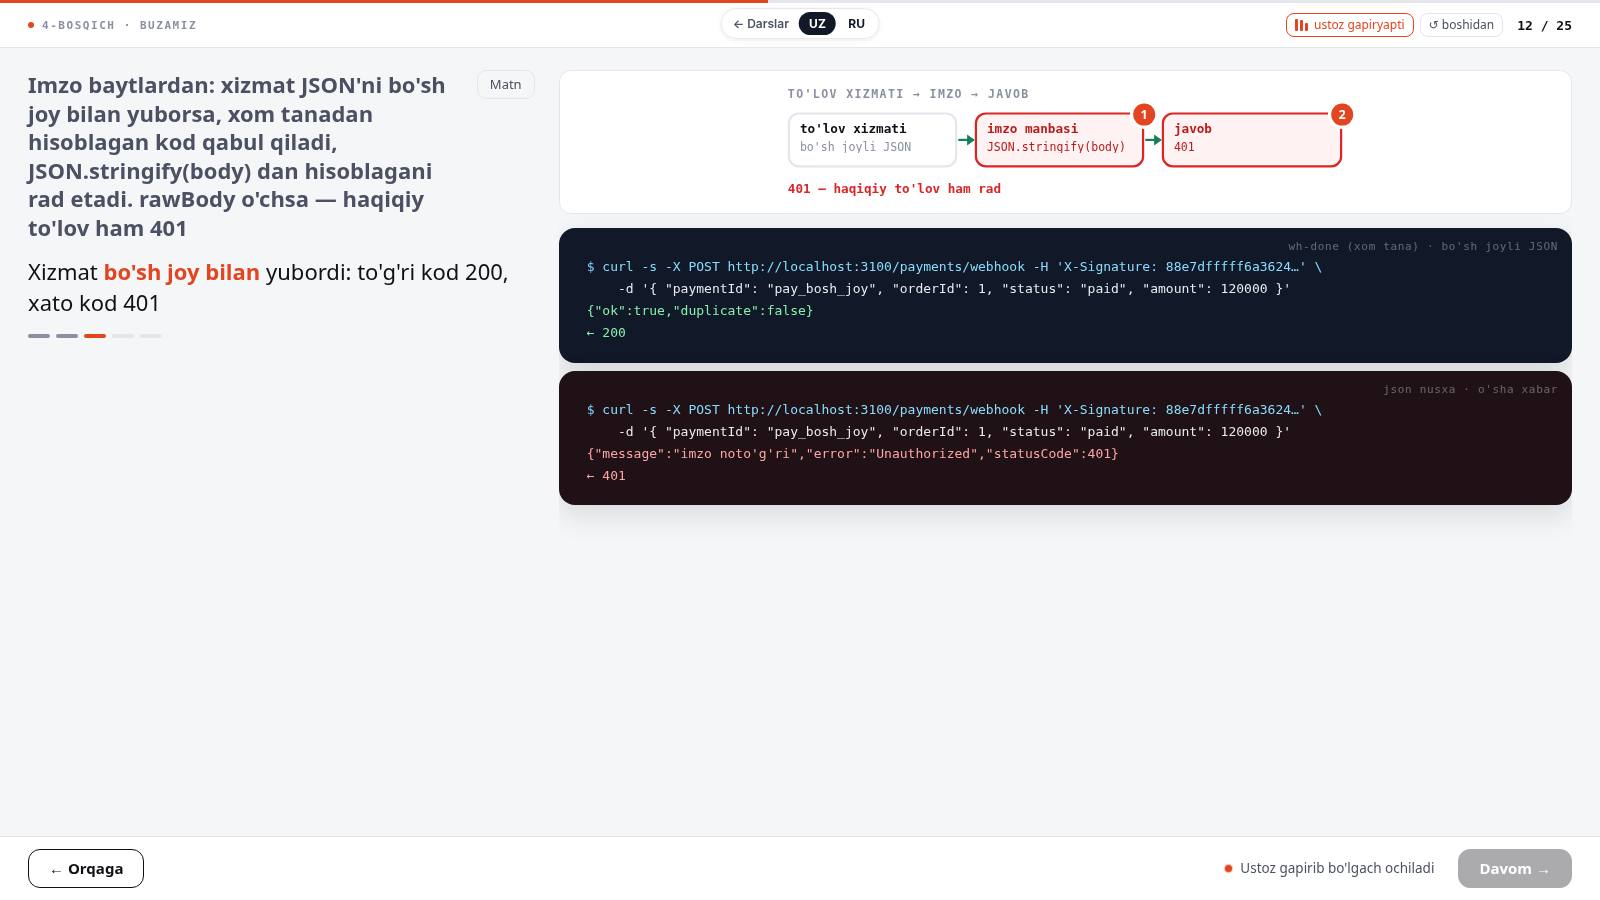 4-BOSQICH · BUZAMIZ
← Darslar UZ RU
ustoz gapiryapti
↺ boshidan
12 / 25
Imzo baytlardan: xizmat JSON'ni bo'sh
joy bilan yuborsa, xom tanadan
hisoblagan kod qabul qiladi,
JSON.stringify(body) dan hisoblagani
rad etadi. rawBody o'chsa — haqiqiy
to'lov ham 401
Matn
Xizmat bo'sh joy bilan yubordi: to'g'ri kod 200,
xato kod 401
TO'LOV XIZMATI → IMZO → JAVOB
to'lov xizmati
bo'sh joyli JSON
1
imzo manbasi
JSON.stringify(body)
2
javob
401
401 — haqiqiy to'lov ham rad
wh-done (xom tana) · bo'sh joyli JSON
$ curl -s -X POST http://localhost:3100/payments/webhook -H 'X-Signature: 88e7dfffff6a3624…' \
-d '{ "paymentId": "pay_bosh_joy", "orderId": 1, "status": "paid", "amount": 120000 }'
{"ok":true,"duplicate":false}
← 200
json nusxa · o'sha xabar
$ curl -s -X POST http://localhost:3100/payments/webhook -H 'X-Signature: 88e7dfffff6a3624…' \
-d '{ "paymentId": "pay_bosh_joy", "orderId": 1, "status": "paid", "amount": 120000 }'
{"message":"imzo noto'g'ri","error":"Unauthorized","statusCode":401}
← 401
← Orqaga
Ustoz gapirib bo'lgach ochiladi
Davom →